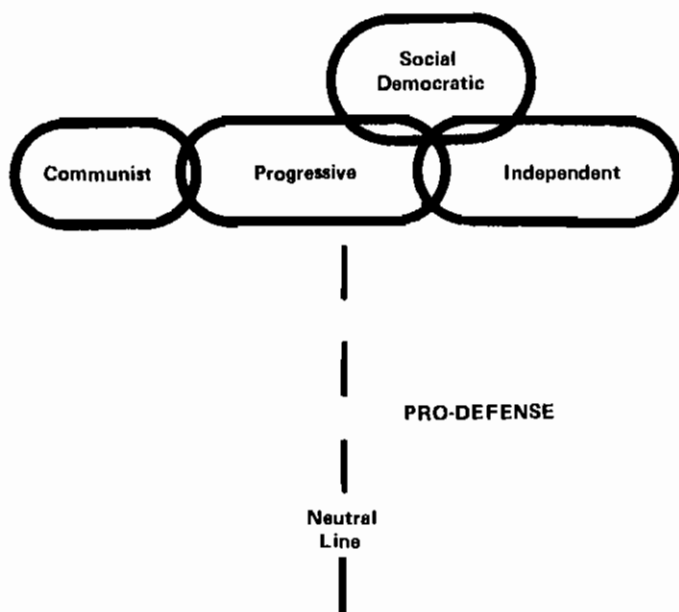 Social
Democratic
Communist
Progressive
Independent
PRO-DEFENSE
Neutral
Line